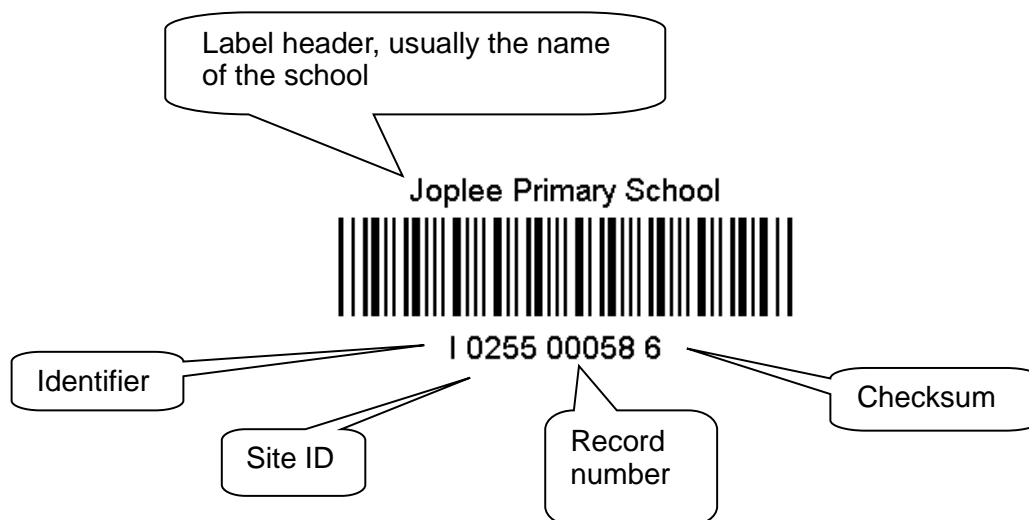 Label header, usually the name
of the school
Joplee Primary School
I 0255 00058 6
Identifier
Site ID
Record
number
Checksum